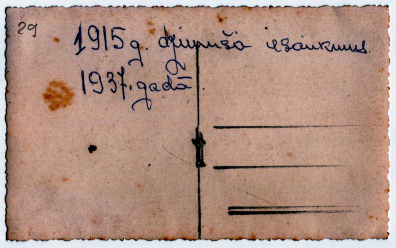 29
1915 g. dzimušo iesaukums
1937. gadā.